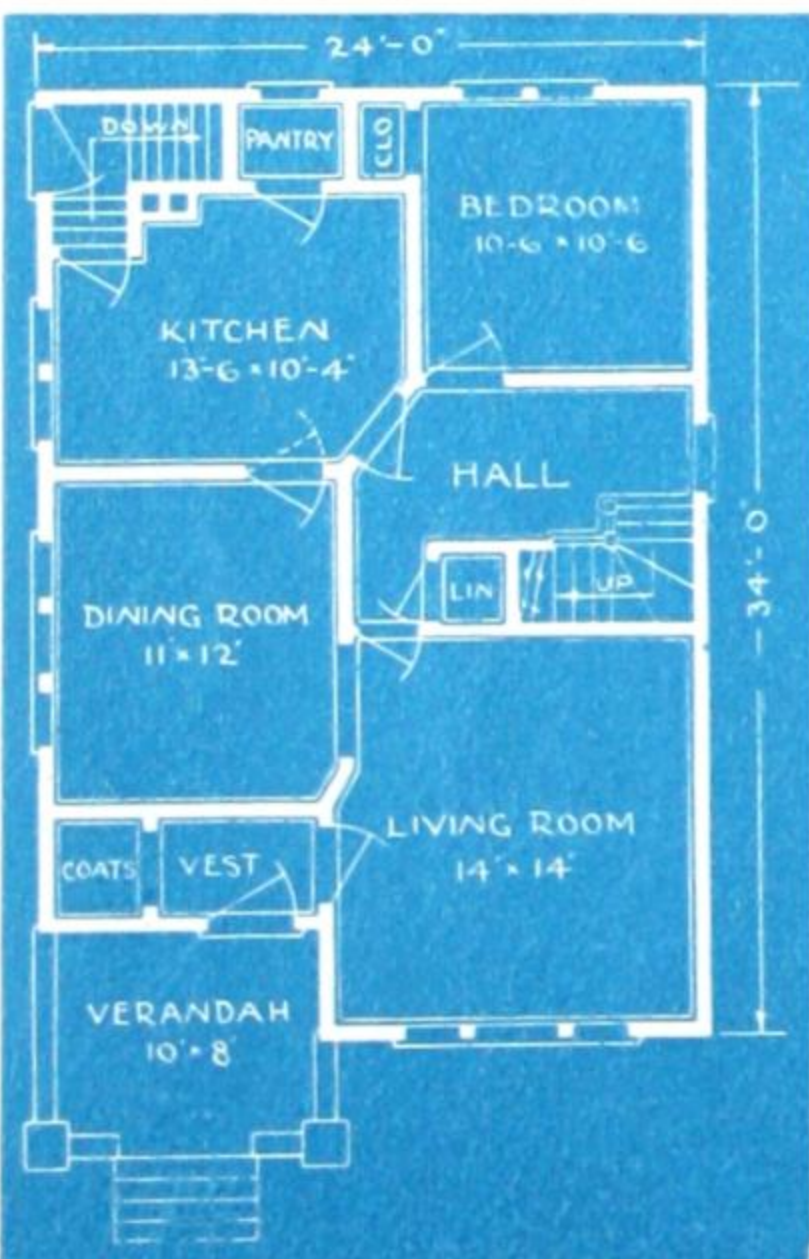 24'-0"
DOWN
PANTRY
CLO
BEDROOM
10-6 × 10'-6
KITCHEN
13'-6 × 10'-4"
HALL
34'-0"
LIN
UP
DINING ROOM
11' × 12'
LIVING ROOM
14' × 14'
COATS
VEST
VERANDAH
10' × 8'